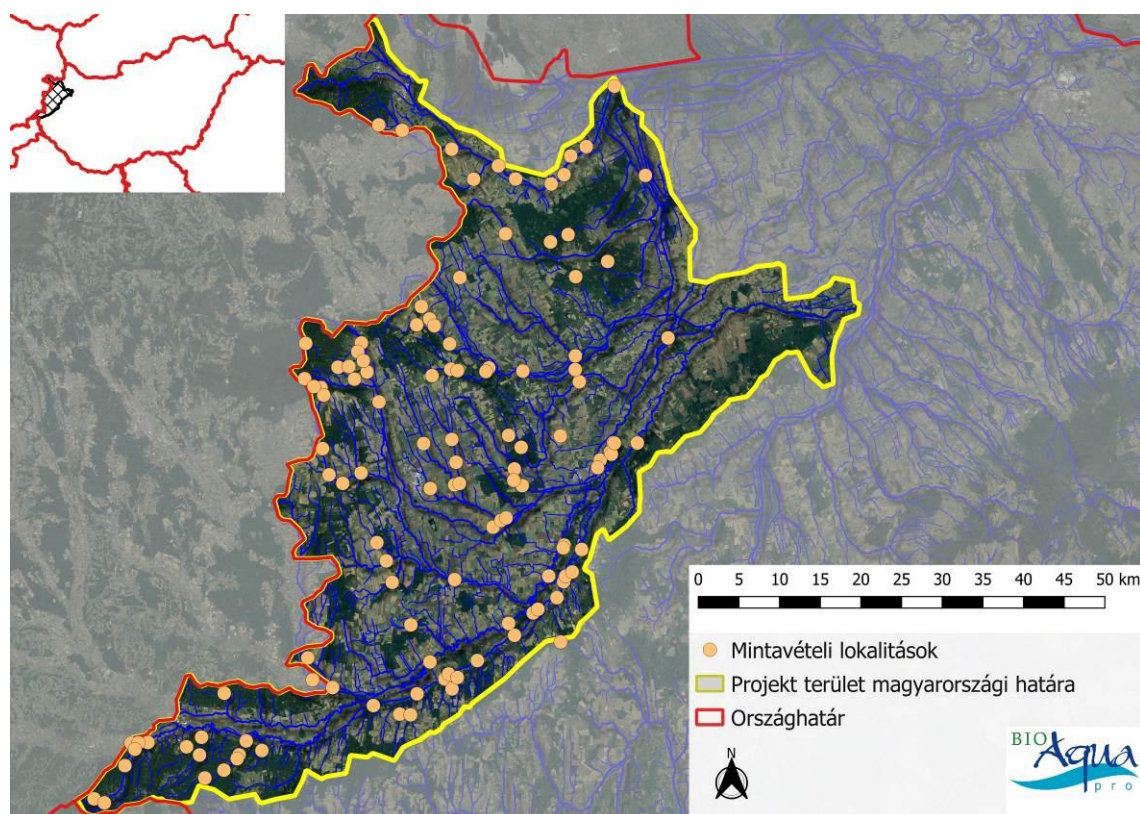 0 5 10 15 20 25 30 35 40 45 50 km
Mintavételi lokalitások
Projekt terület magyarországi határa
Országhatár
N
BIO
Aqua
pro